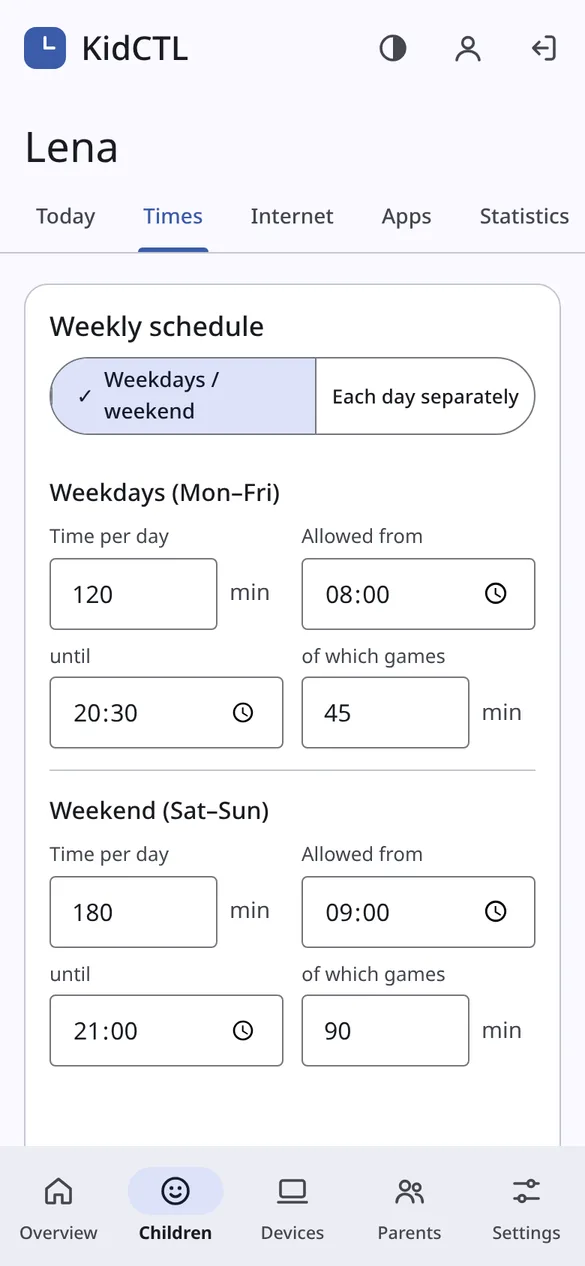 KidCTL
Lena
Today Times Internet Apps Statistics
Weekly schedule
✓ Weekdays /
weekend
Each day separately
Weekdays (Mon–Fri)
Time per day Allowed from
120 min 08:00
until of which games
20:30 45 min
Weekend (Sat–Sun)
Time per day Allowed from
180 min 09:00
until of which games
21:00 90 min
Overview Children Devices Parents Settings